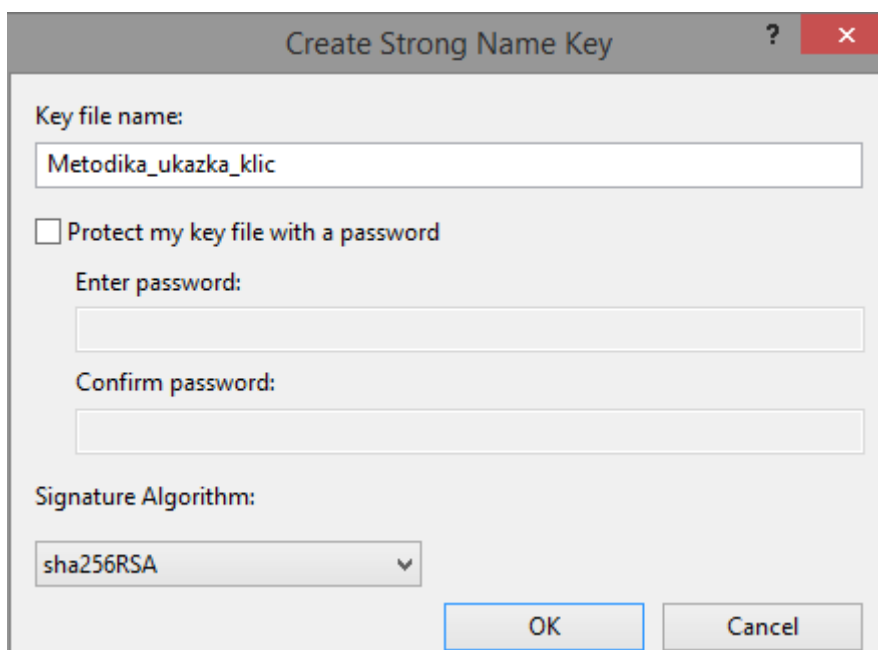 Create Strong Name Key
?
Key file name:
Metodika_ukazka_klic
Protect my key file with a password
Enter password:
Confirm password:
Signature Algorithm:
sha256RSA
OK Cancel